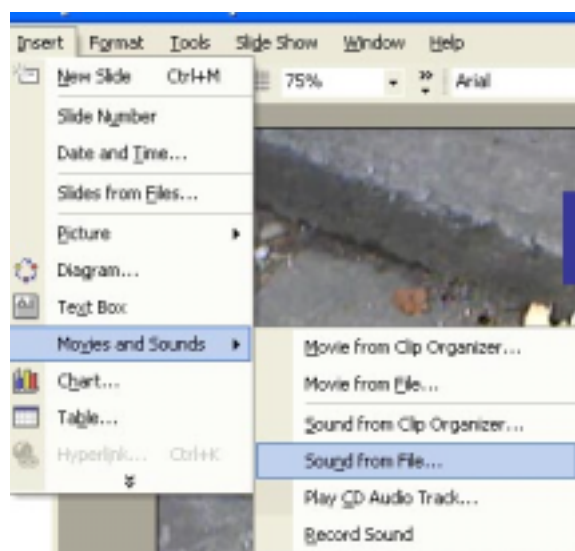 Insert Format Tools Slide Show Window Help
New Slide Ctrl+M
75% Arial
Slide Number
Date and Time...
Slides from Files...
Picture
Diagram...
Text Box
Movies and Sounds
Movie from Clip Organizer...
Chart...
Movie from File...
Table...
Sound from Clip Organizer...
Hyperlink... Ctrl+K
Sound from File...
Play CD Audio Track...
Record Sound